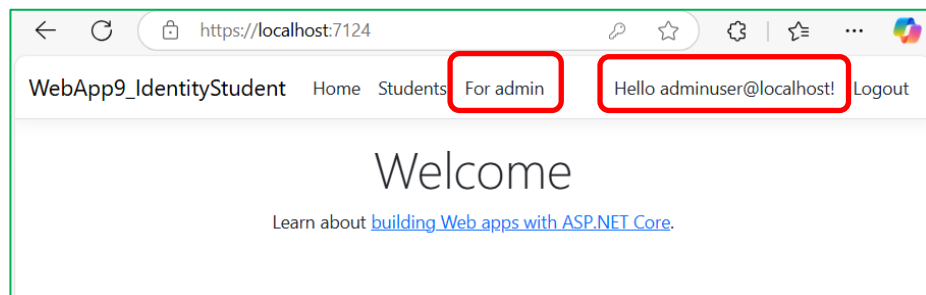 https://localhost:7124
WebApp9_IdentityStudent Home Students For admin Hello adminuser@localhost! Logout
Welcome
Learn about building Web apps with ASP.NET Core.